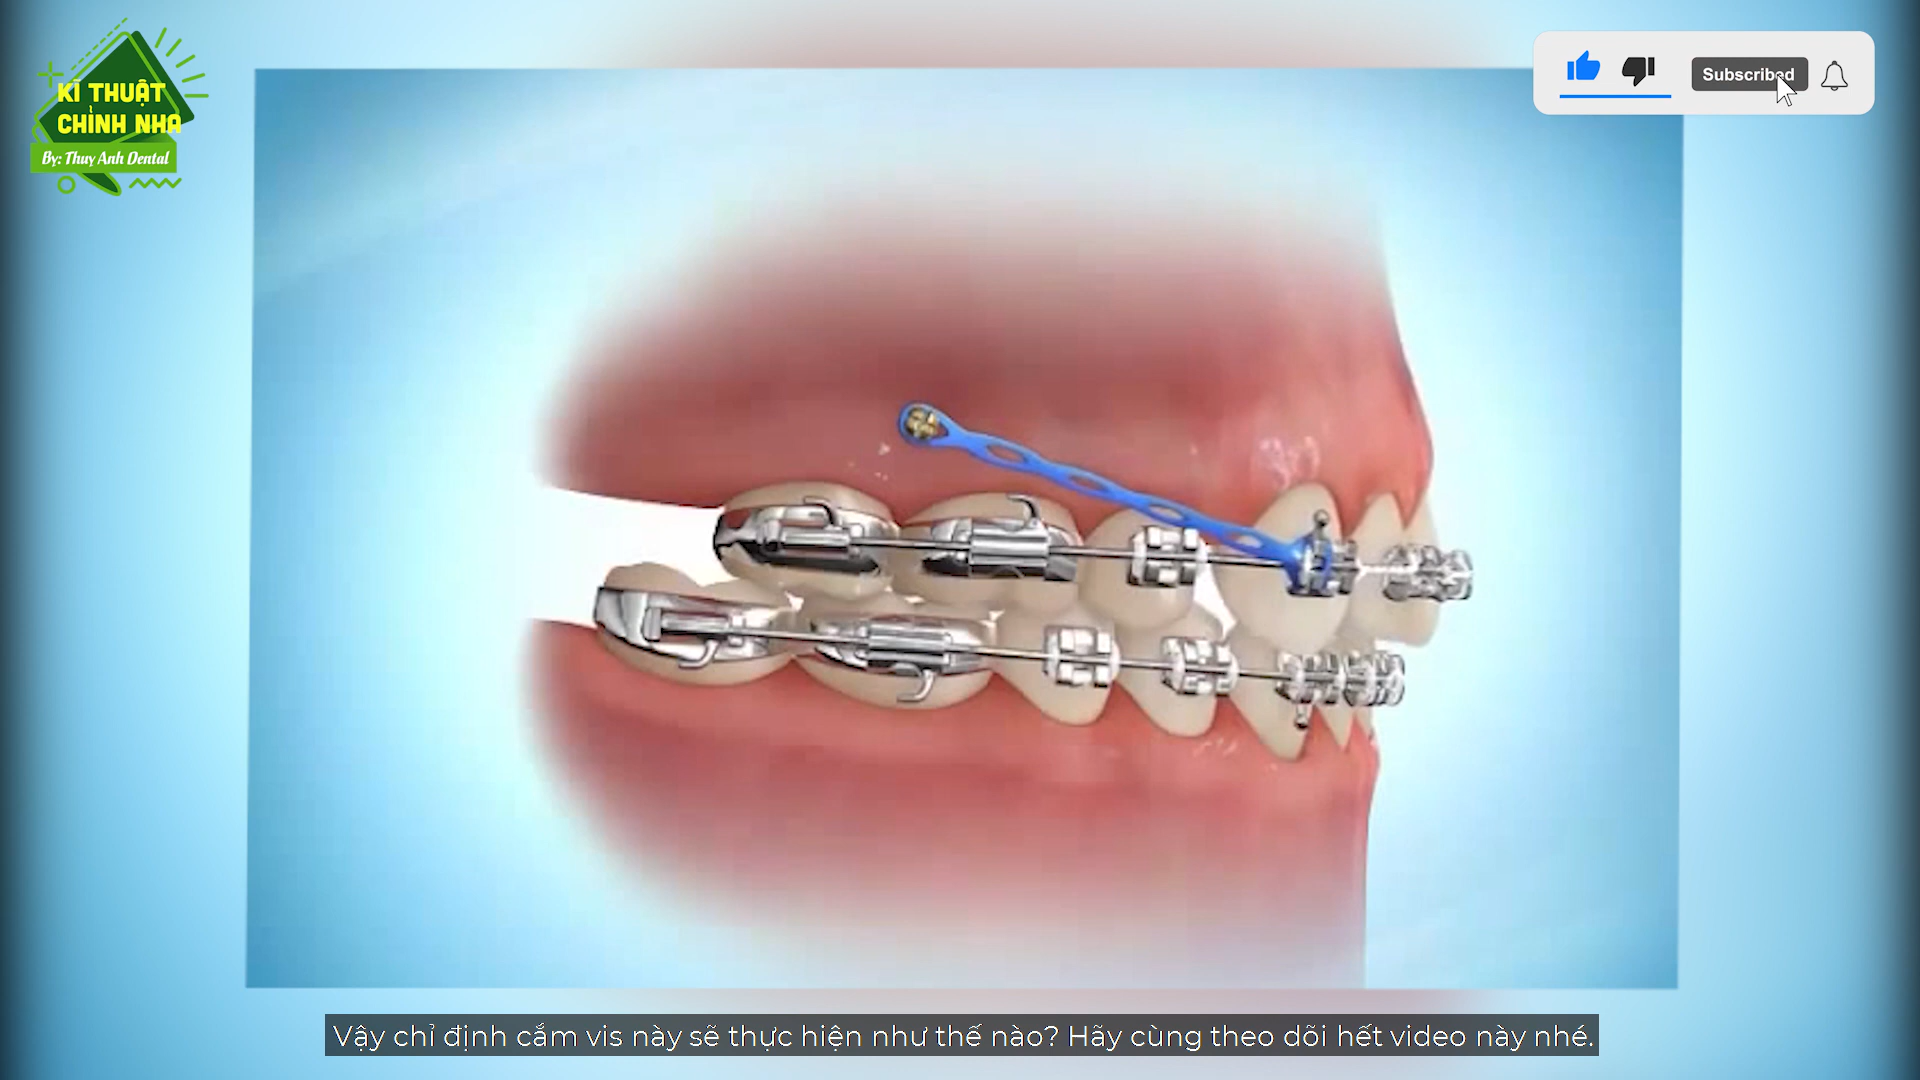 KĨ THUẬT
CHỈNH NHA
By: Thuỵ Anh Dental
Subscribed
Vậy chỉ định cắm vis này sẽ thực hiện như thế nào? Hãy cùng theo dõi hết video này nhé.